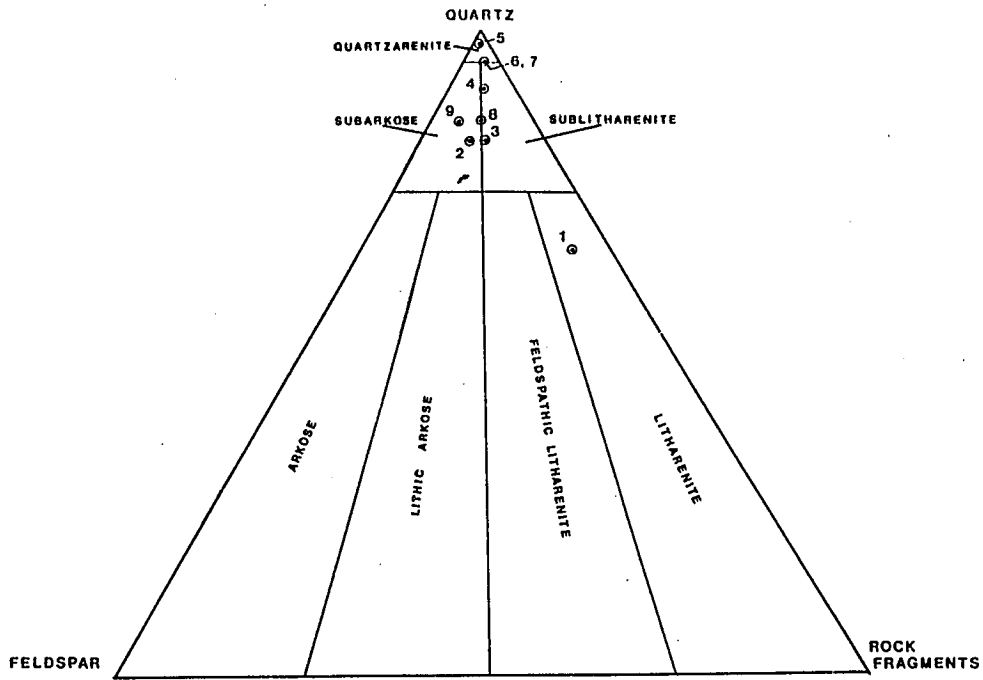 QUARTZ
QUARTZARENITE
5
6, 7
4
9
8
SUBARKOSE
SUBLITHARENITE
2
3
1
ARKOSE
LITHIC ARKOSE
FELDSPATHIC LITHARENITE
LITHARENITE
FELDSPAR
ROCK
FRAGMENTS